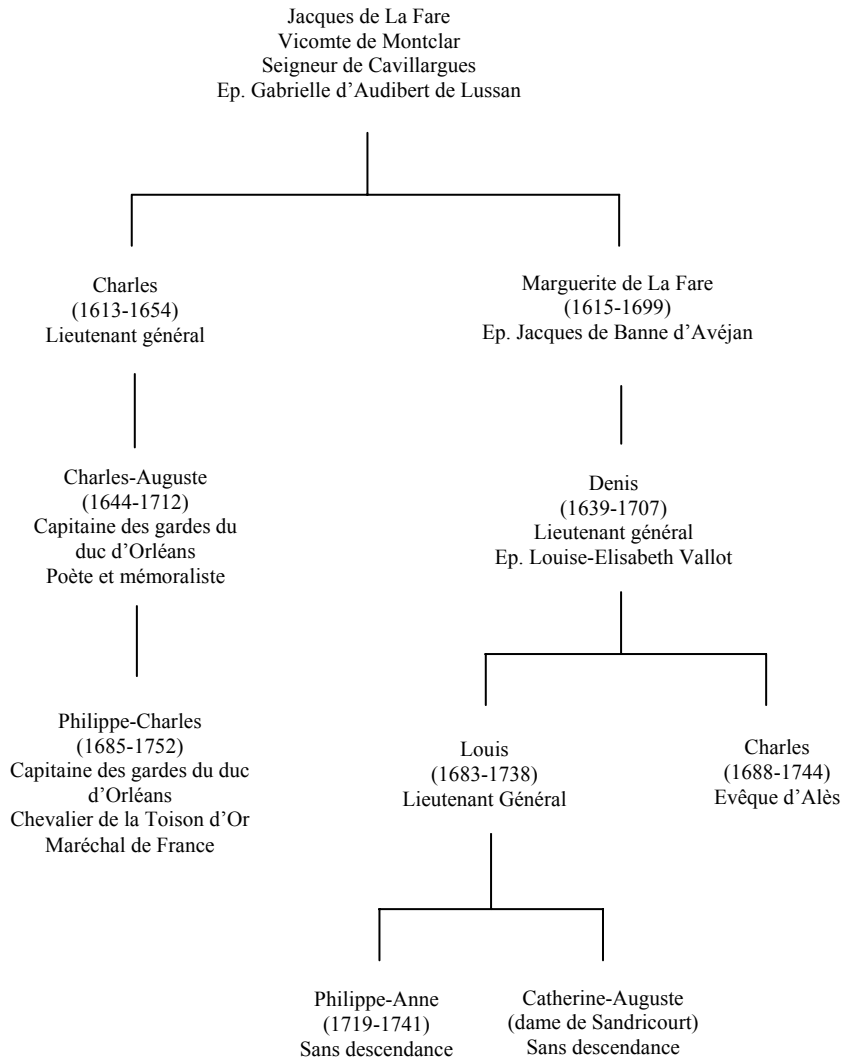 Jacques de La Fare
Vicomte de Montclar
Seigneur de Cavillargues
Ep. Gabrielle d’Audibert de Lussan
Charles
(1613-1654)
Lieutenant général
Marguerite de La Fare
(1615-1699)
Ep. Jacques de Banne d’Avéjan
Charles-Auguste
(1644-1712)
Capitaine des gardes du
duc d’Orléans
Poète et mémoraliste
Denis
(1639-1707)
Lieutenant général
Ep. Louise-Elisabeth Vallot
Philippe-Charles
(1685-1752)
Capitaine des gardes du duc
d’Orléans
Chevalier de la Toison d’Or
Maréchal de France
Louis
(1683-1738)
Lieutenant Général
Charles
(1688-1744)
Evêque d’Alès
Philippe-Anne
(1719-1741)
Sans descendance
Catherine-Auguste
(dame de Sandricourt)
Sans descendance